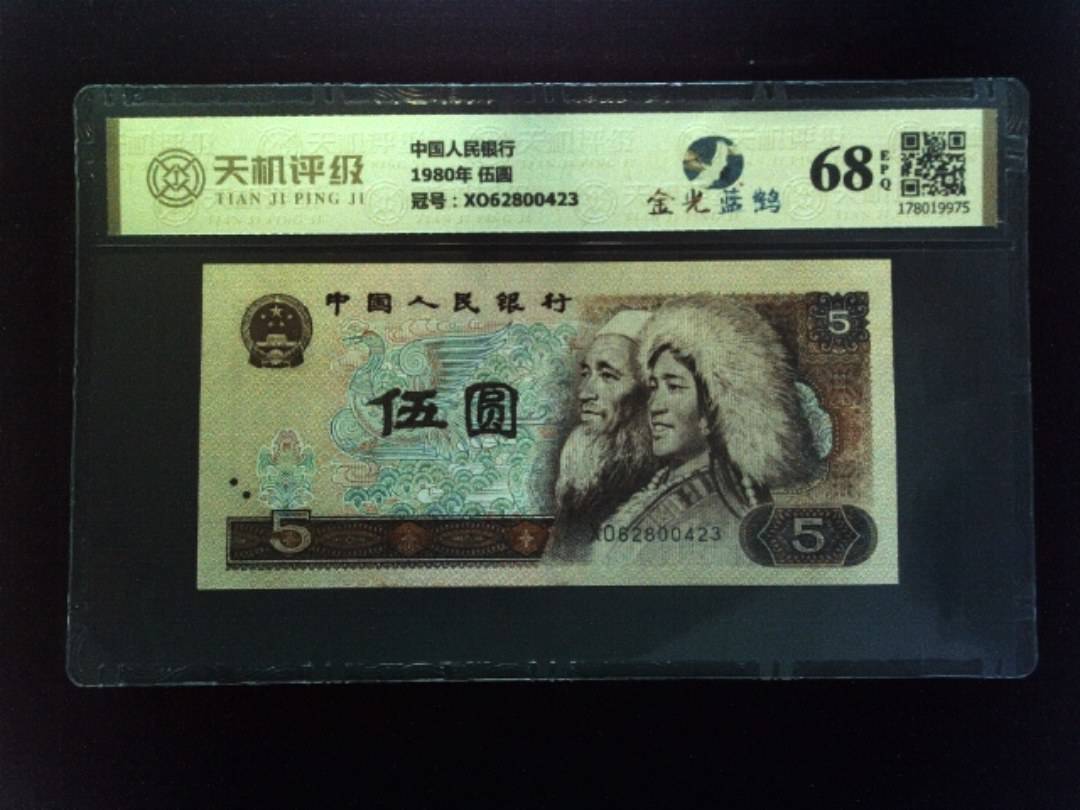 天机评级
TIAN JI PING JI
中国人民银行
1980年 伍圆
冠号：XO62800423
金光蓝鹤
68
EPQ
178019975
中国人民银行
5
伍圆
5
XO62800423
5